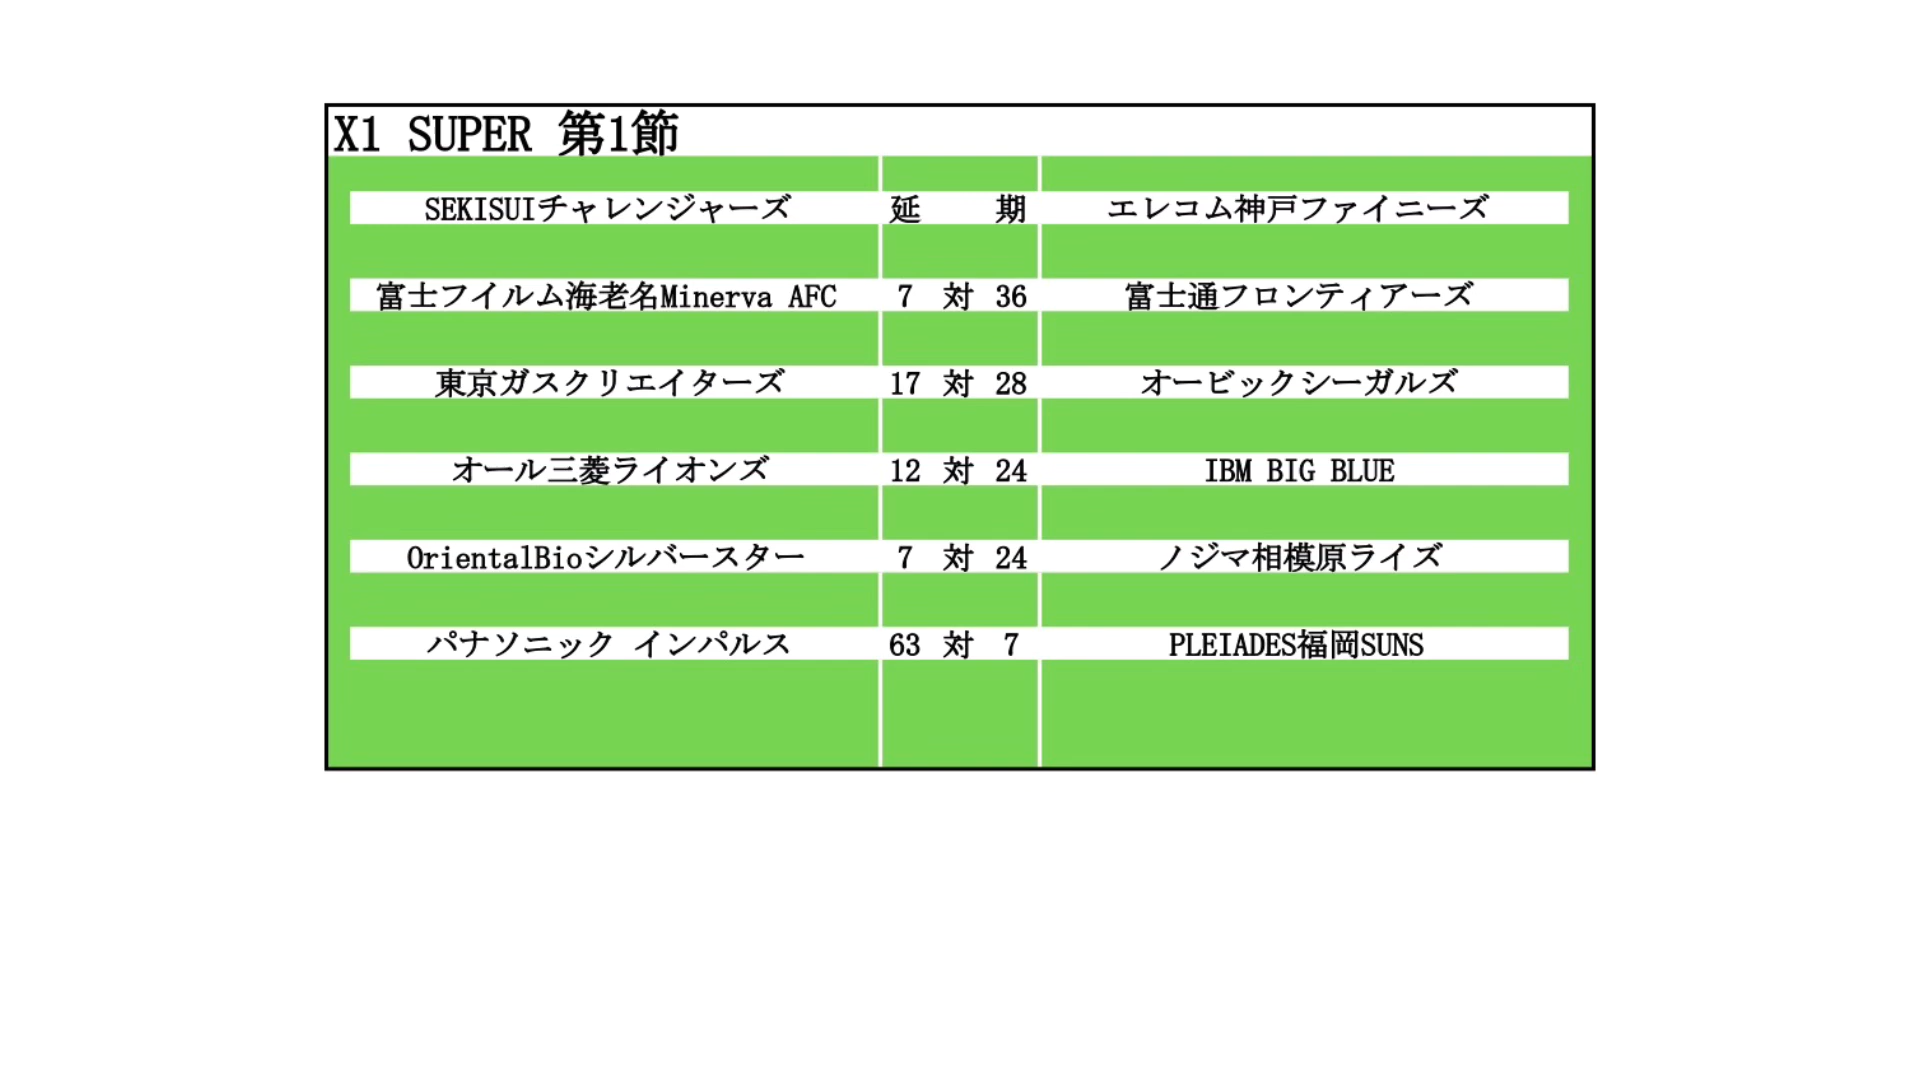 X1 SUPER 第1節
SEKISUIチャレンジャーズ 延 期 エレコム神戸ファイニーズ
富士フイルム海老名Minerva AFC 7 対 36 富士通フロンティアーズ
東京ガスクリエイターズ 17 対 28 オービックシーガルズ
オール三菱ライオンズ 12 対 24 IBM BIG BLUE
OrientalBioシルバースター 7 対 24 ノジマ相模原ライズ
パナソニック インパルス 63 対 7 PLEIADES福岡SUNS